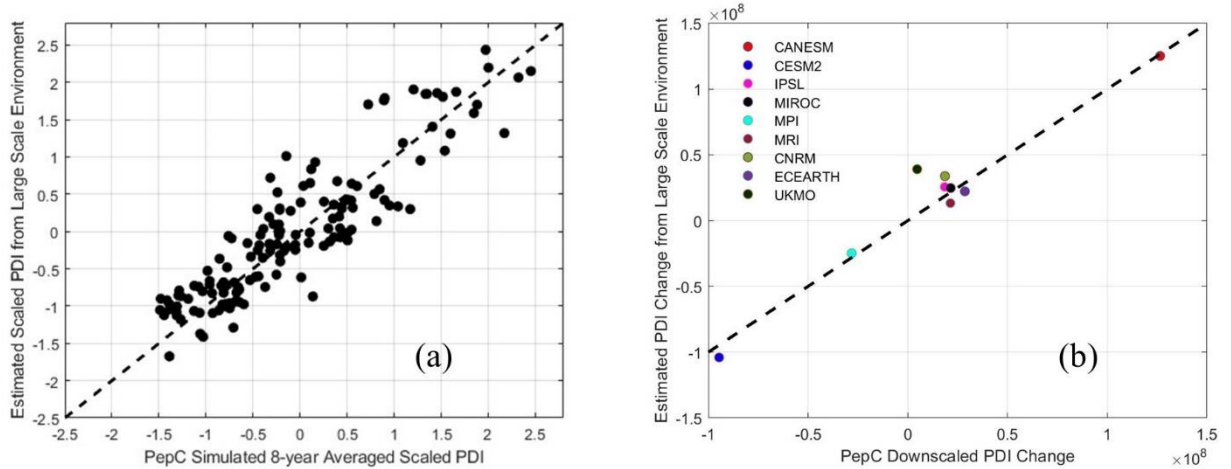 Estimated Scaled PDI from Large Scale Environment
2.5
2
1.5
1
0.5
0
-0.5
-1
-1.5
-2
-2.5
-2.5 -2 -1.5 -1 -0.5 0 0.5 1 1.5 2 2.5
PepC Simulated 8-year Averaged Scaled PDI
(a)
Estimated PDI Change from Large Scale Environment
×10⁸
1.5
1
0.5
0
-0.5
-1
-1.5
CANESM
CESM2
IPSL
MIROC
MPI
MRI
CNRM
ECEARTH
UKMO
(b)
-1 -0.5 0 0.5 1 1.5
PepC Downscaled PDI Change
×10⁸